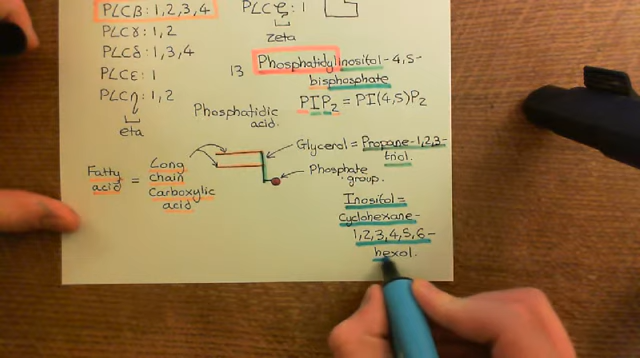 PLCβ: 1,2,3,4
PLCγ: 1,2
PLCδ: 1,3,4
PLCε: 1
PLCη: 1,2
eta
PLCζ: 1
zeta
13
Phosphatidylinositol-4,5-
bisphosphate
PIP₂ = PI(4,5)P₂
Phosphatidic
acid.
Glycerol = Propane-1,2,3-
triol.
Phosphate
group.
Fatty
acid
=
Long
chain
Carboxylic
acid
Inositol =
cyclohexane-
1,2,3,4,5,6-
hexol.